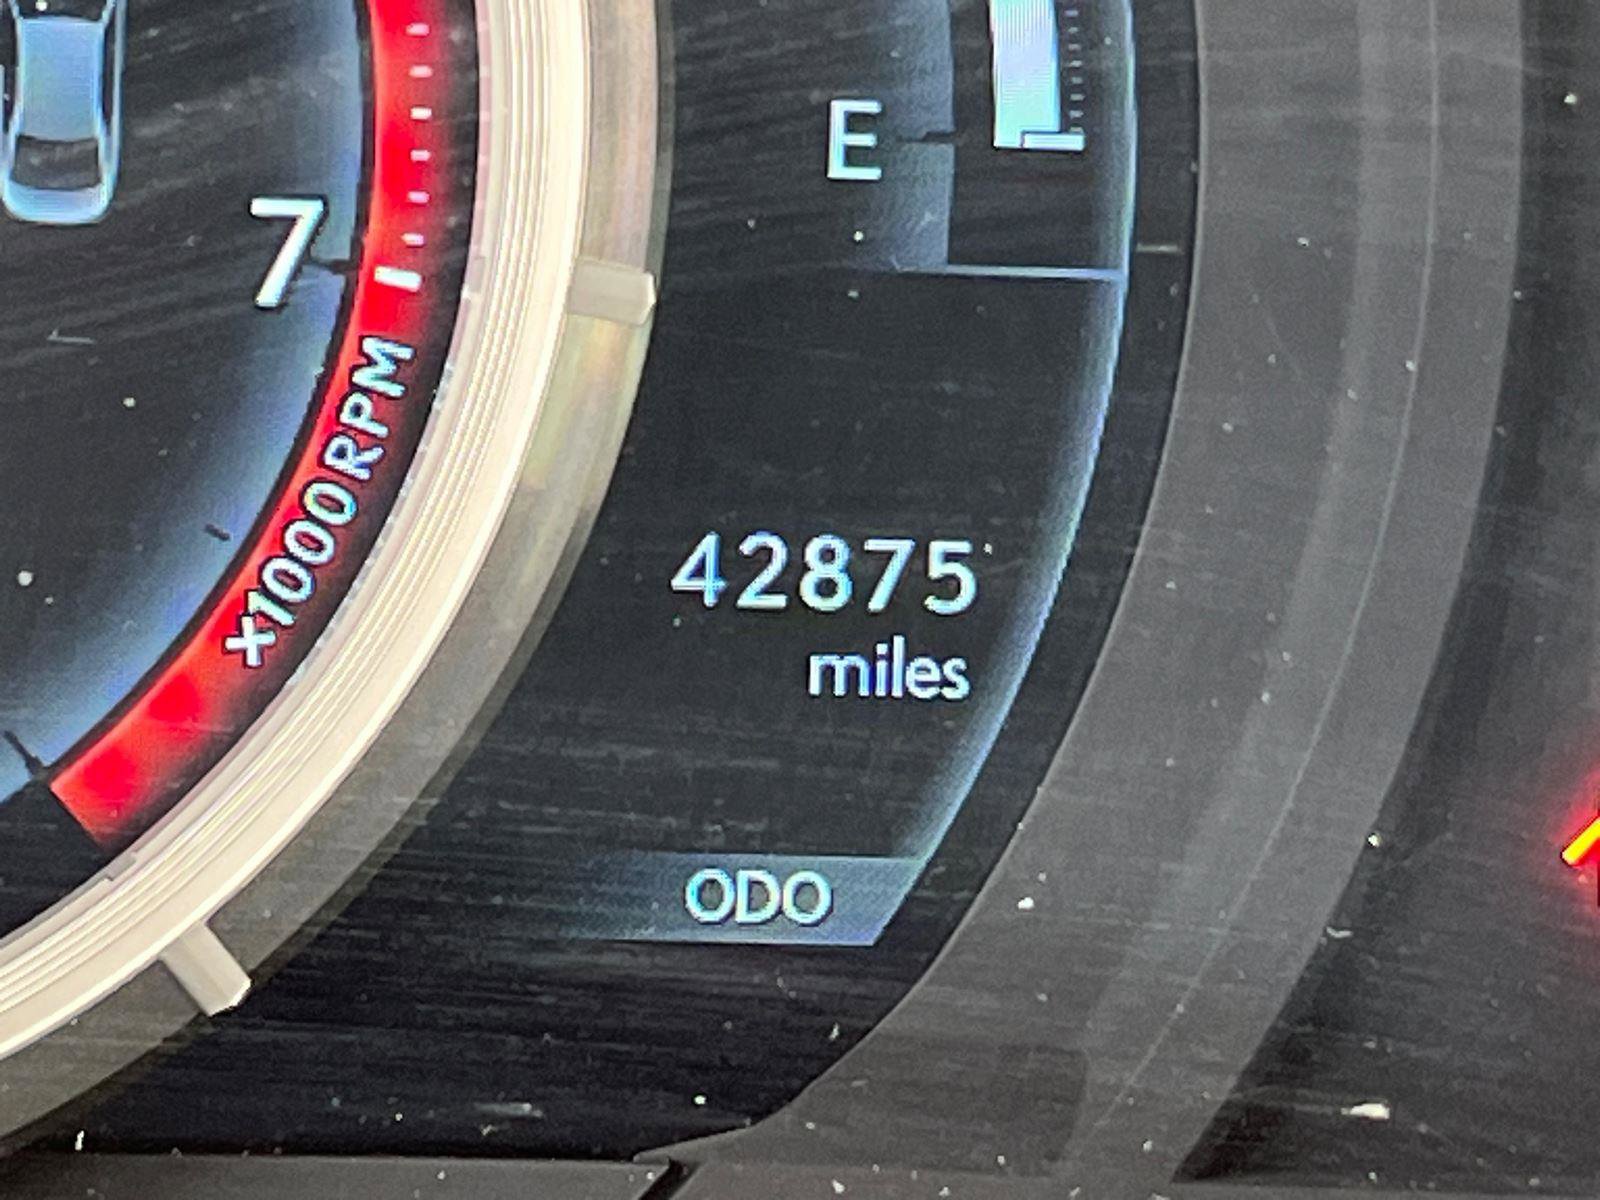 E
7
x1000RPM
42875
miles
ODO